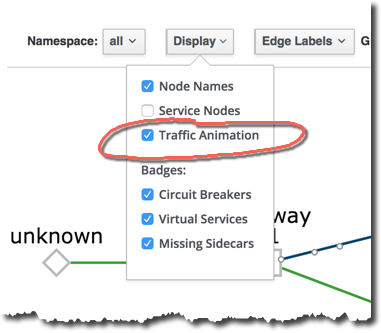 Namespace: all Display Edge Labels G
Node Names
Service Nodes
Traffic Animation
Badges:
Circuit Breakers
Virtual Services
way
unknown
Missing Sidecars